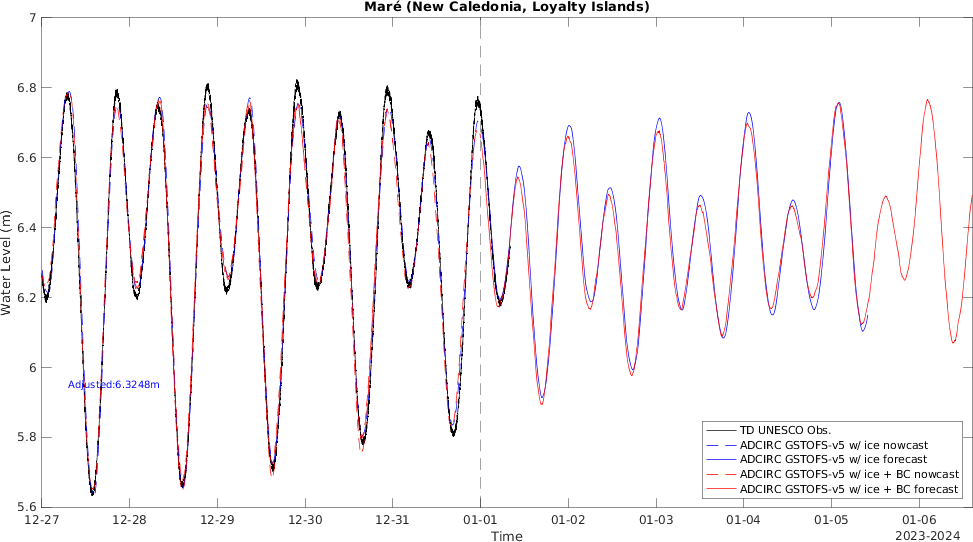 Maré (New Caledonia, Loyalty Islands)
7
6.8
6.6
6.4
6.2
6
5.8
5.6
Water Level (m)
Adjusted:6.3248m
TD UNESCO Obs.
ADCIRC GSTOFS-v5 w/ ice nowcast
ADCIRC GSTOFS-v5 w/ ice forecast
ADCIRC GSTOFS-v5 w/ ice + BC nowcast
ADCIRC GSTOFS-v5 w/ ice + BC forecast
12-27 12-28 12-29 12-30 12-31 01-01 01-02 01-03 01-04 01-05 01-06
Time
2023-2024